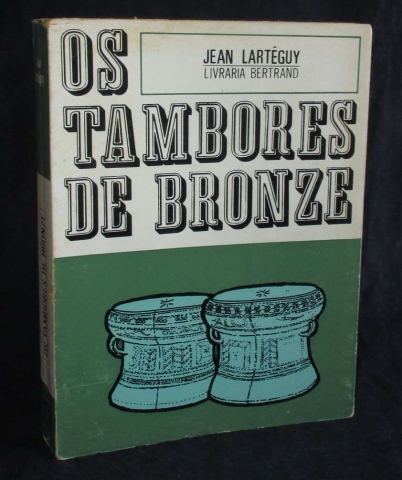 OS
JEAN LARTÉGUY
LIVRARIA BERTRAND
TAMBORES
DE BRONZE